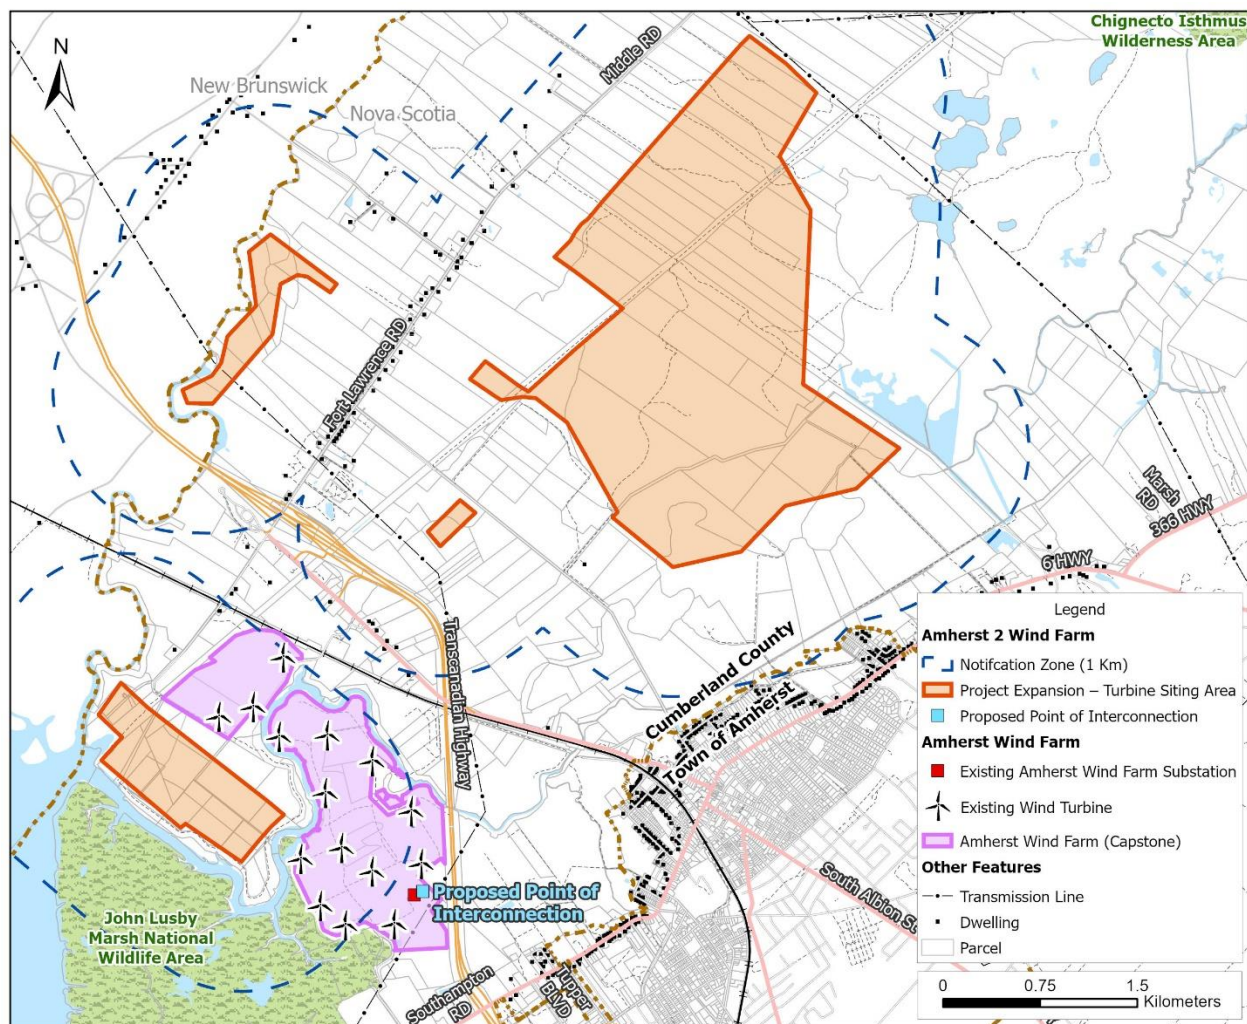 Chignecto Isthmus
Wilderness Area
N
New Brunswick
Nova Scotia
Middle RD
Fort Lawrence RD
Marsh
RD
366 HWY
6 HWY
Transcanadian Highway
Cumberland County
Town of Amherst
South Albion St
Proposed Point of
Interconnection
John Lusby
Marsh National
Wildlife Area
Southampton
RD
Tupper
BLVD
Legend
Amherst 2 Wind Farm
Notifcation Zone (1 Km)
Project Expansion – Turbine Siting Area
Proposed Point of Interconnection
Amherst Wind Farm
Existing Amherst Wind Farm Substation
Existing Wind Turbine
Amherst Wind Farm (Capstone)
Other Features
Transmission Line
Dwelling
Parcel
0 0.75 1.5
Kilometers